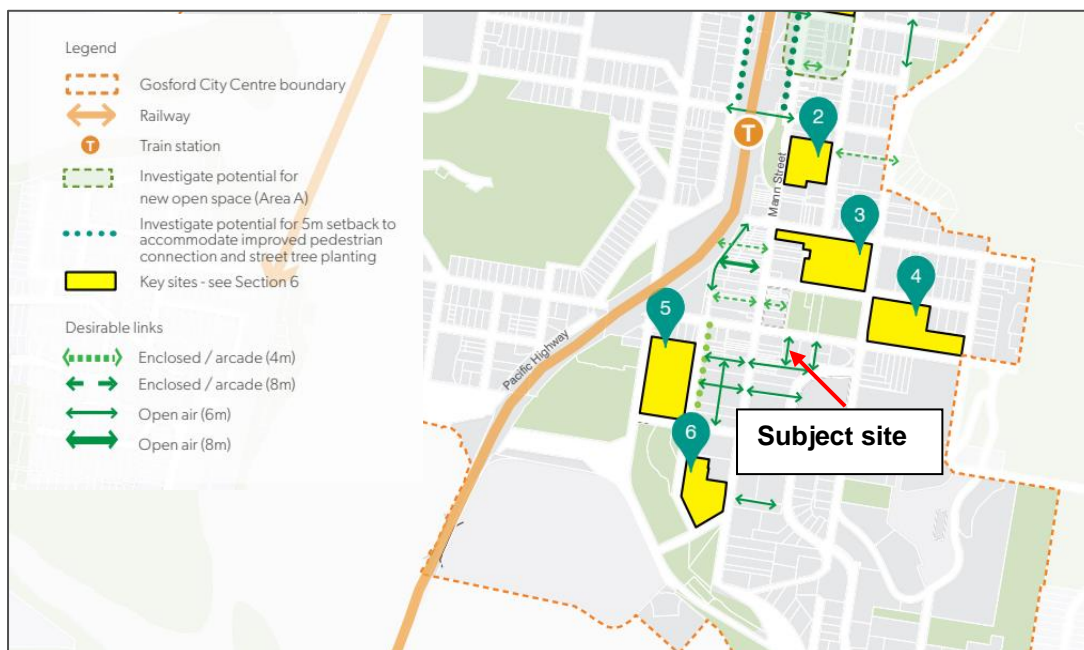 Legend
Gosford City Centre boundary
Railway
T
Train station
Investigate potential for
new open space (Area A)
Investigate potential for 5m setback to
accommodate improved pedestrian
connection and street tree planting
Key sites - see Section 6
Desirable links
Enclosed / arcade (4m)
Enclosed / arcade (8m)
Open air (6m)
Open air (8m)
T
2
Mann Street
3
4
5
Pacific Highway
Subject site
6